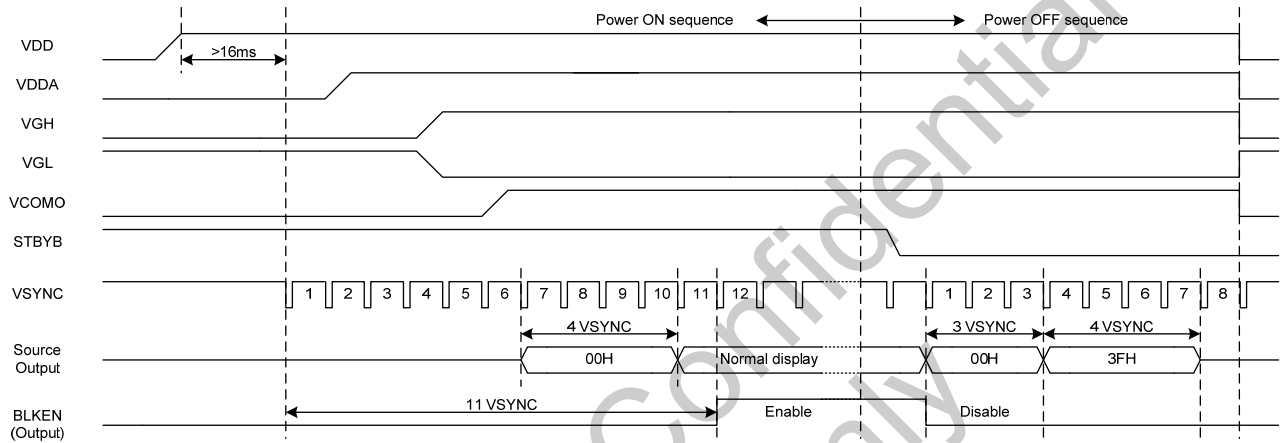 Power ON sequence
Power OFF sequence
VDD
>16ms
VDDA
VGH
VGL
VCOMO
STBYB
VSYNC
1 2 3 4 5 6 7 8 9 10 11 12 1 2 3 4 5 6 7 8
4 VSYNC 3 VSYNC 4 VSYNC
Source
Output
00H Normal display 00H 3FH
11 VSYNC
BLKEN
(Output)
Enable Disable
Confidential
only